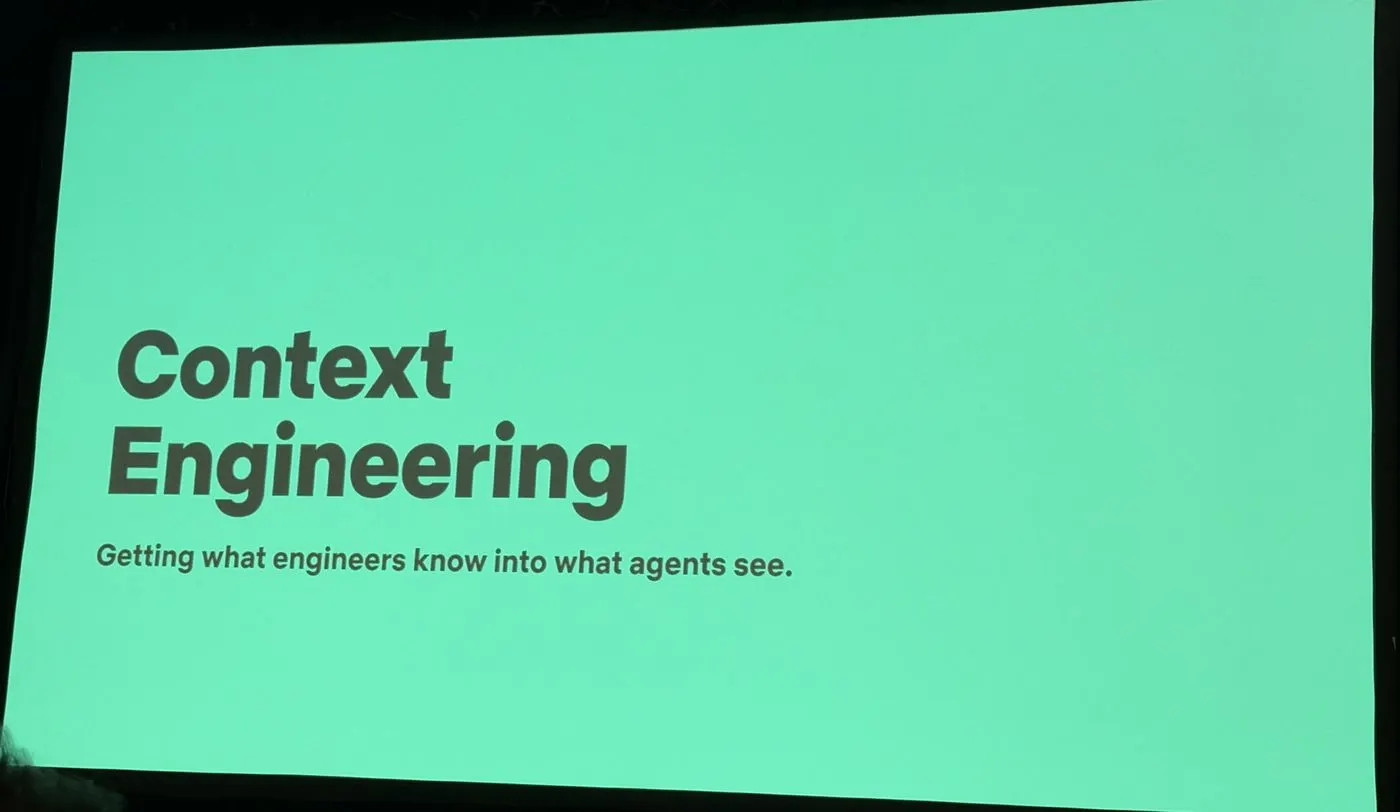 Context
Engineering
Getting what engineers know into what agents see.